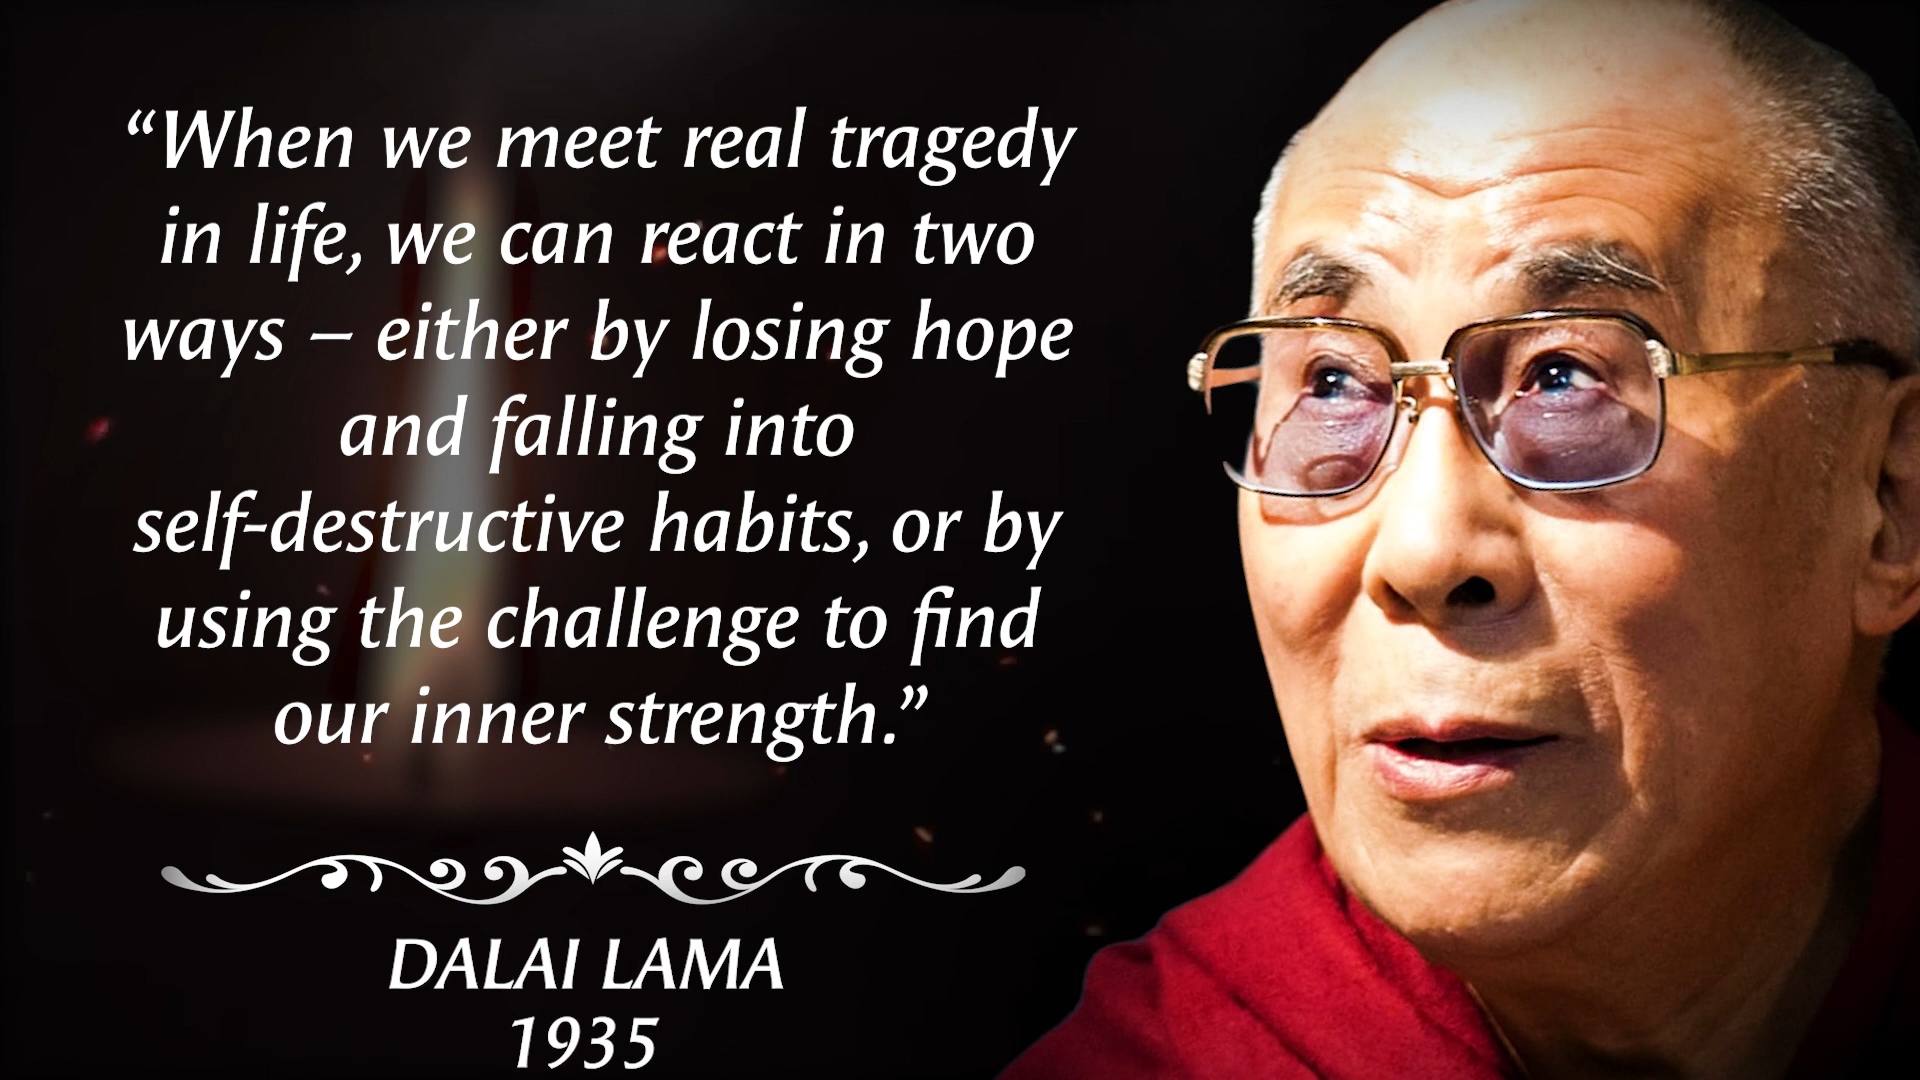 “When we meet real tragedy
in life, we can react in two
ways – either by losing hope
and falling into
self-destructive habits, or by
using the challenge to find
our inner strength.”
DALAI LAMA
1935